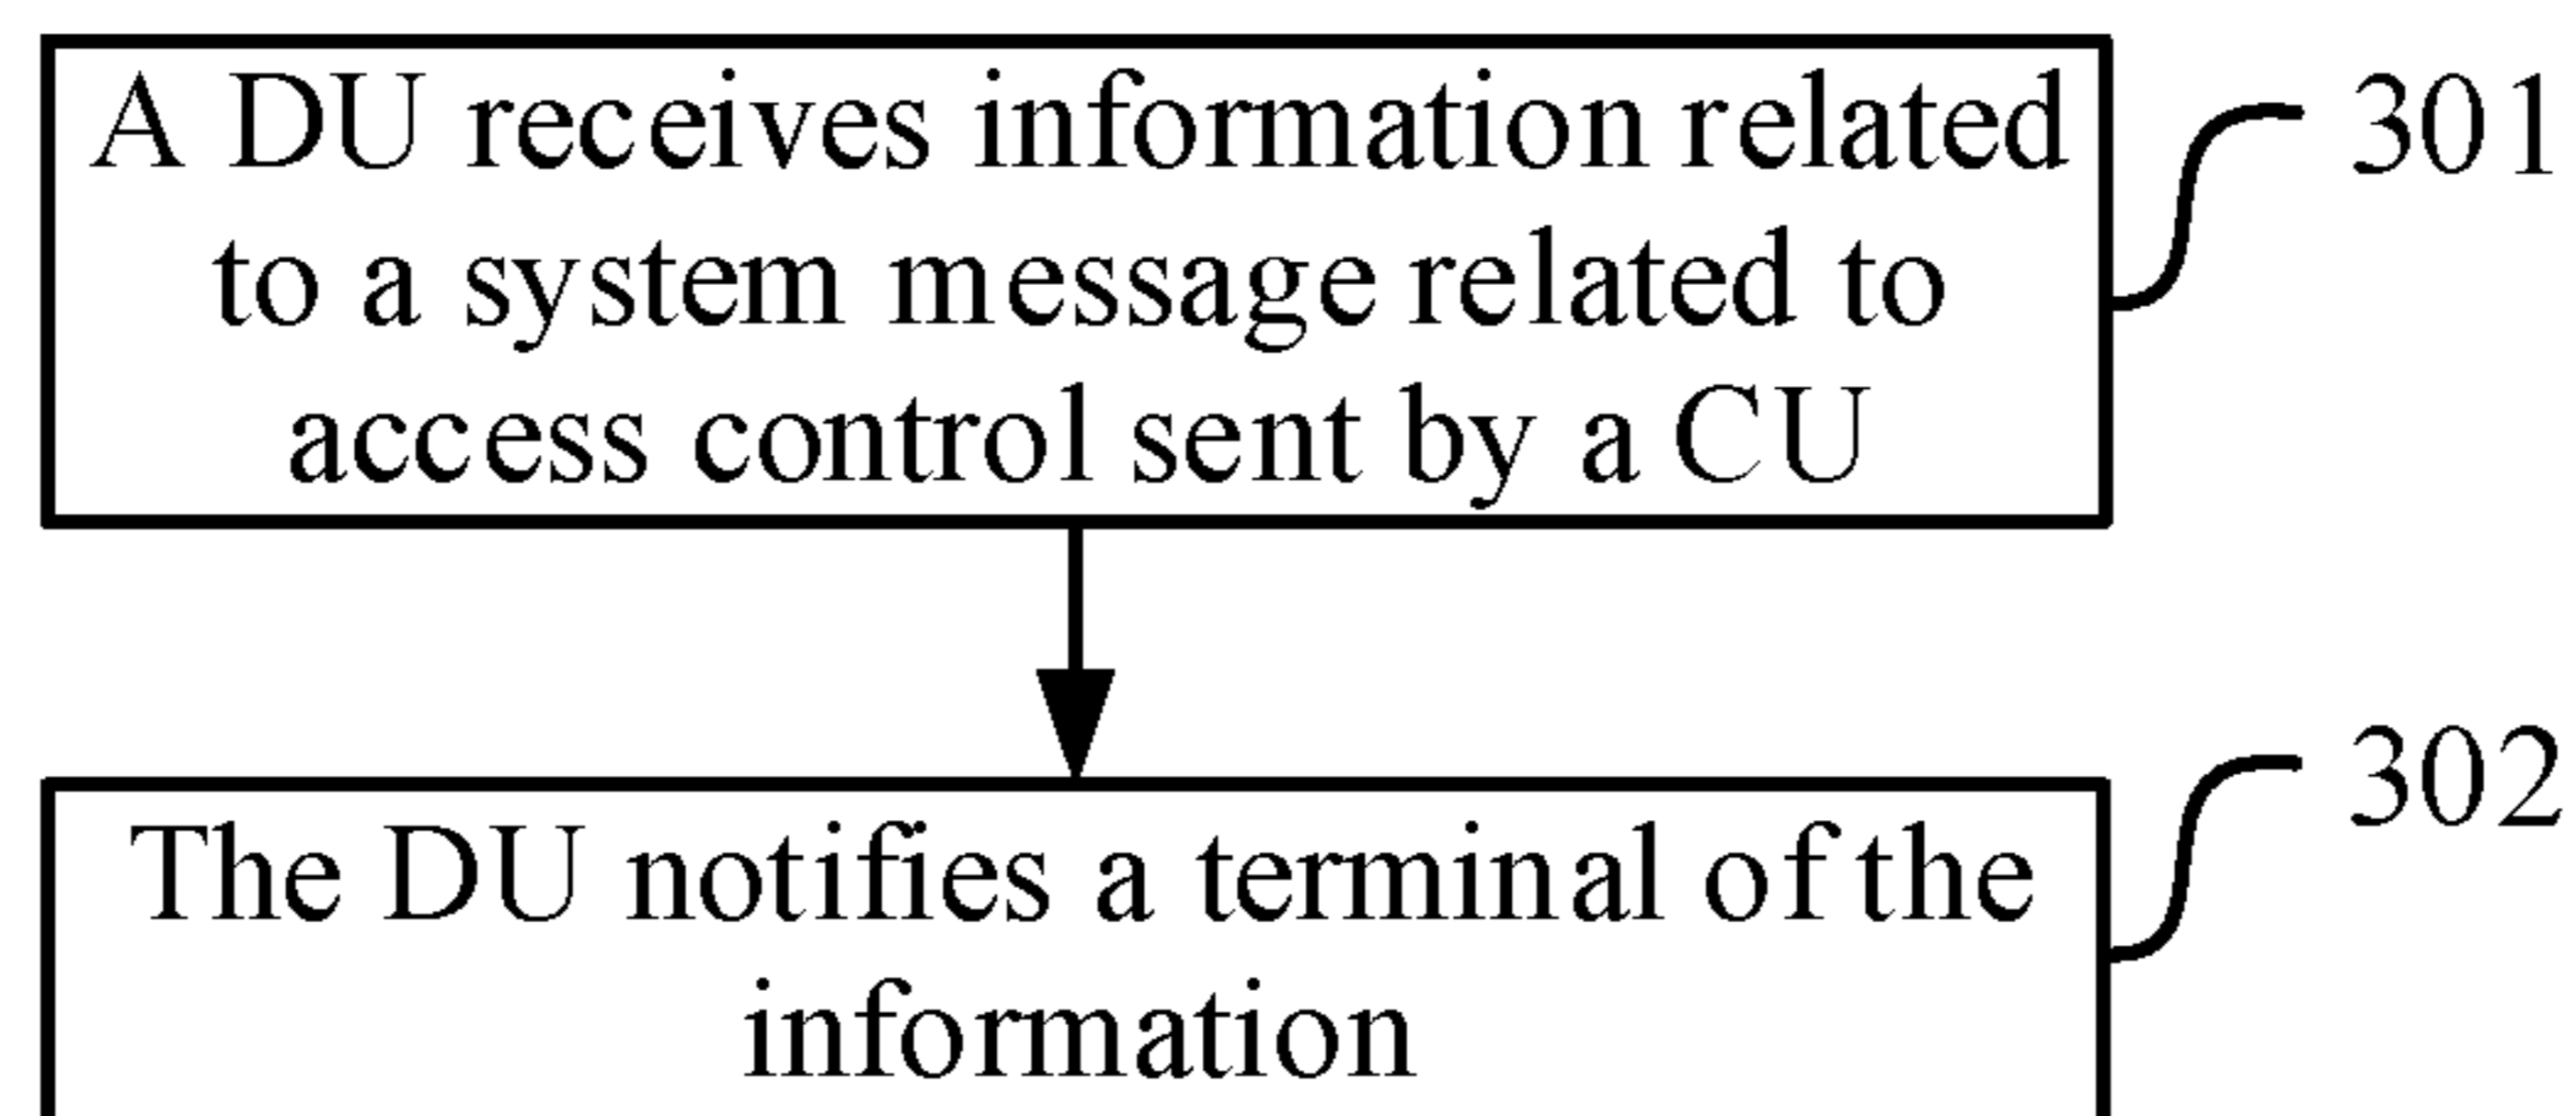 A DU receives information related
to a system message related to
access control sent by a CU
301
The DU notifies a terminal of the
information
302